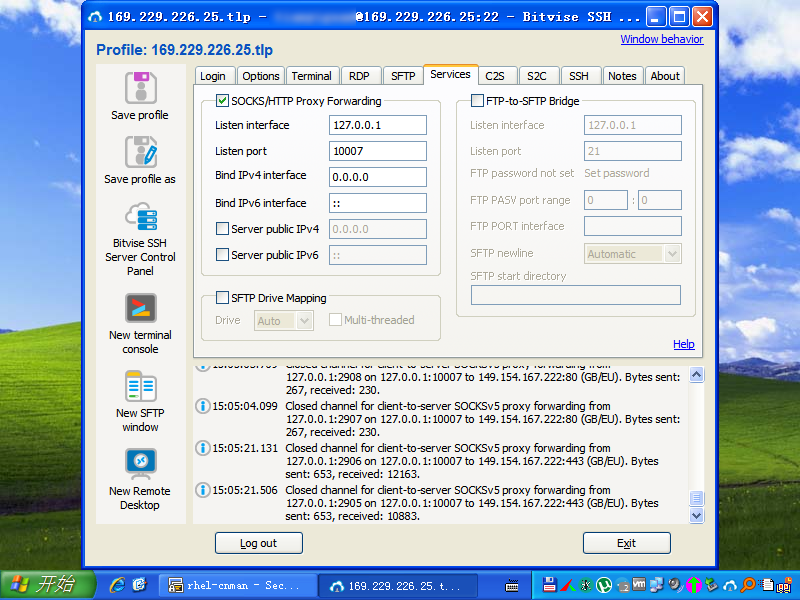 169.229.226.25.tlp - @169.229.226.25:22 - Bitvise SSH ...
Window behavior
Profile: 169.229.226.25.tlp
Login Options Terminal RDP SFTP Services C2S S2C SSH Notes About
Save profile
Save profile as
Bitvise SSH
Server Control
Panel
New terminal
console
New SFTP
window
New Remote
Desktop
SOCKS/HTTP Proxy Forwarding
Listen interface 127.0.0.1
Listen port 10007
Bind IPv4 interface 0.0.0.0
Bind IPv6 interface ::
Server public IPv4 0.0.0.0
Server public IPv6 ::
SFTP Drive Mapping
Drive Auto Multi-threaded
FTP-to-SFTP Bridge
Listen interface 127.0.0.1
Listen port 21
FTP password not set Set password
FTP PASV port range 0 : 0
FTP PORT interface
SFTP newline Automatic
SFTP start directory
Help
Closed channel for client-to-server SOCKSv5 proxy forwarding from
127.0.0.1:2908 on 127.0.0.1:10007 to 149.154.167.222:80 (GB/EU). Bytes sent:
267, received: 230.
15:05:04.099 Closed channel for client-to-server SOCKSv5 proxy forwarding from
127.0.0.1:2907 on 127.0.0.1:10007 to 149.154.167.222:80 (GB/EU). Bytes sent:
267, received: 230.
15:05:21.131 Closed channel for client-to-server SOCKSv5 proxy forwarding from
127.0.0.1:2906 on 127.0.0.1:10007 to 149.154.167.222:443 (GB/EU). Bytes
sent: 653, received: 12163.
15:05:21.506 Closed channel for client-to-server SOCKSv5 proxy forwarding from
127.0.0.1:2905 on 127.0.0.1:10007 to 149.154.167.222:443 (GB/EU). Bytes
sent: 653, received: 10883.
Log out Exit
开始 rhel-cnman - Sec... 169.229.226.25.t...